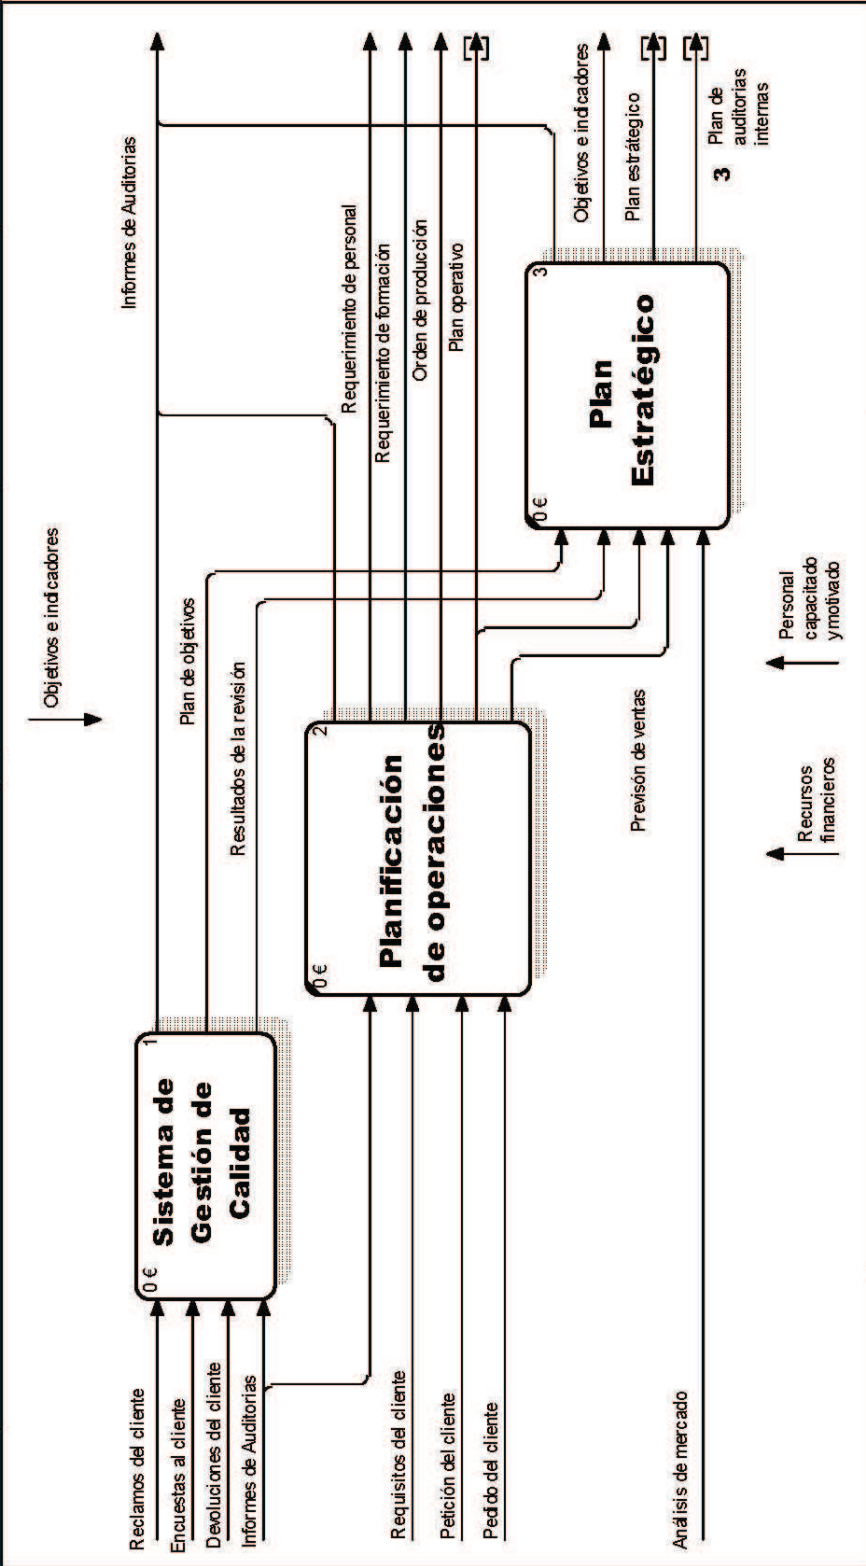 Objetivos e indicadores
Reclamos del cliente
Encuestas al cliente
Devoluciones del cliente
Informes de Auditorias
0 €
Sistema de
Gestión de
Calidad
1
Informes de Auditorias
Plan de objetivos
Resultados de la revisión
Requisitos del cliente
Petición del cliente
Pedido del cliente
0 €
Planificación
de operaciones
2
Requerimiento de personal
Requerimiento de formación
Orden de producción
Plan operativo
Previsón de ventas
Análisis de mercado
0 €
Plan
Estratégico
3
Objetivos e indicadores
Plan estrátegico
3
Plan de
auditorias
internas
Recursos
financieros
Personal
capacitado
y motivado